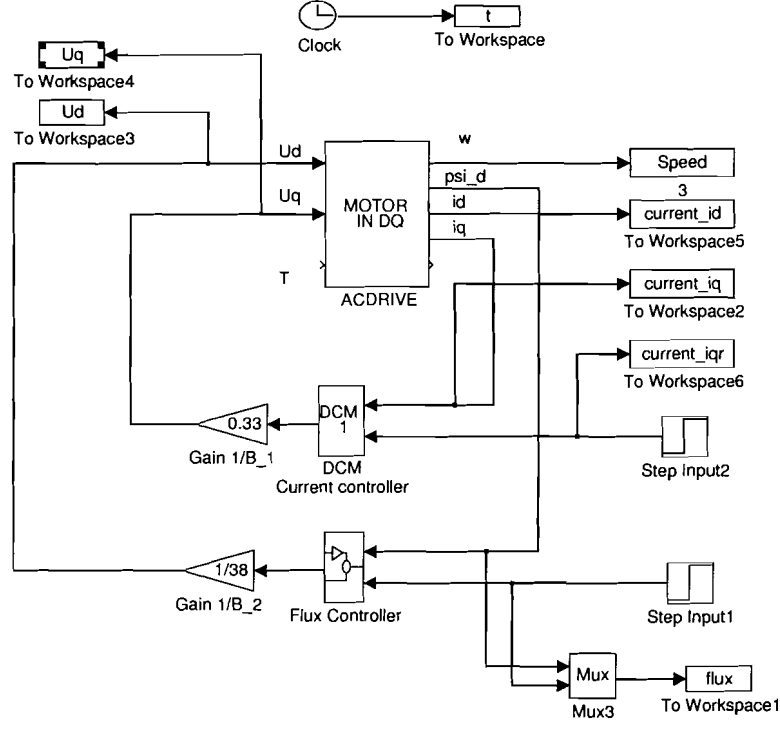 t
Clock
To Workspace
Uq
To Workspace4
Ud
To Workspace3
w
Ud
Speed
psi_d
3
Uq
MOTOR
IN DQ
id
current_id
To Workspace5
iq
T
current_iq
ACDRIVE
To Workspace2
current_iqr
To Workspace6
DCM
1
0.33
Gain 1/B_1
DCM
Current controller
Step Input2
1/38
Gain 1/B_2
Flux Controller
Step Input1
Mux
flux
Mux3
To Workspace1